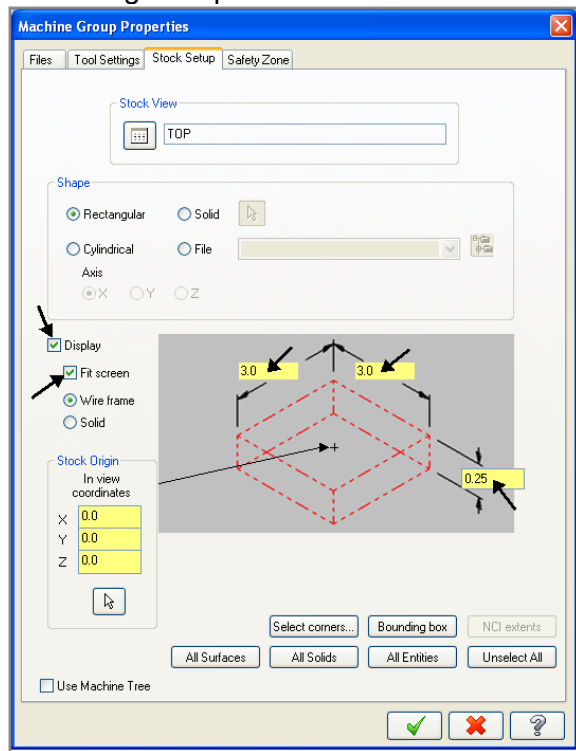 Machine Group Properties
Files Tool Settings Stock Setup Safety Zone
Stock View
TOP
Shape
Rectangular Solid
Cylindrical File
Axis
X Y Z
Display
Fit screen
Wire frame
Solid
3.0 3.0
0.25
Stock Origin
In view
coordinates
X 0.0
Y 0.0
Z 0.0
Select corners... Bounding box NCI extents
All Surfaces All Solids All Entities Unselect All
Use Machine Tree